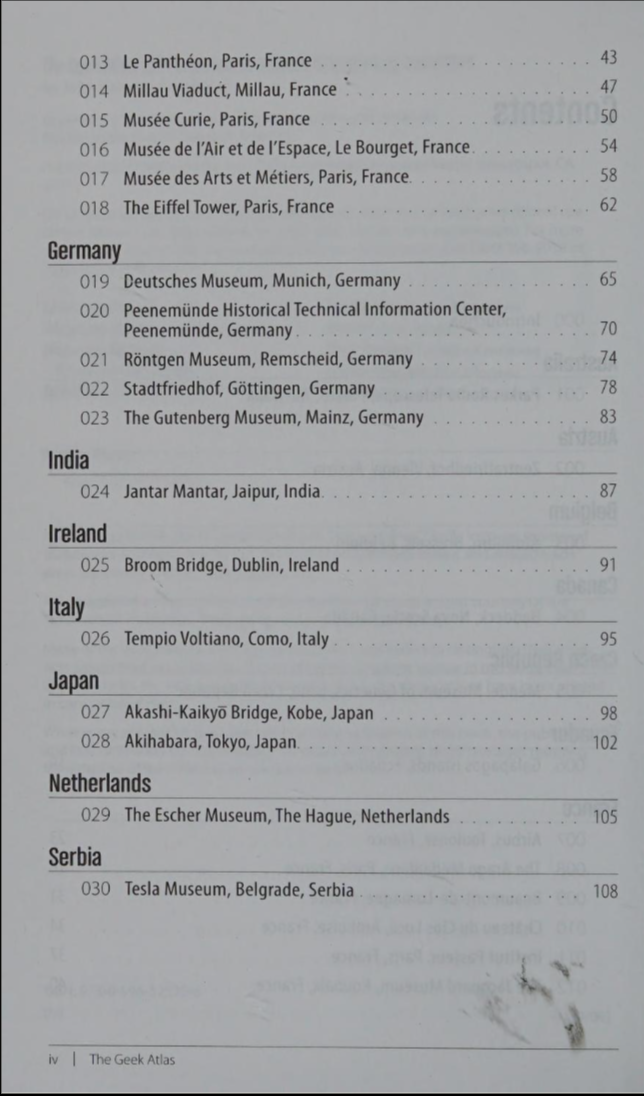 013 Le Panthéon, Paris, France . . . . . . . . . . . . . . . . . . . . . . . . 43
014 Millau Viaduct, Millau, France . . . . . . . . . . . . . . . . . . . . . . 47
015 Musée Curie, Paris, France . . . . . . . . . . . . . . . . . . . . . . . . 50
016 Musée de l'Air et de l'Espace, Le Bourget, France. . . . . . . . . . . 54
017 Musée des Arts et Métiers, Paris, France. . . . . . . . . . . . . . . . 58
018 The Eiffel Tower, Paris, France . . . . . . . . . . . . . . . . . . . . . . 62
Germany
019 Deutsches Museum, Munich, Germany . . . . . . . . . . . . . . . . 65
020 Peenemünde Historical Technical Information Center,
Peenemünde, Germany. . . . . . . . . . . . . . . . . . . . . . . . . . 70
021 Röntgen Museum, Remscheid, Germany . . . . . . . . . . . . . . . 74
022 Stadtfriedhof, Göttingen, Germany . . . . . . . . . . . . . . . . . . 78
023 The Gutenberg Museum, Mainz, Germany . . . . . . . . . . . . . . 83
India
024 Jantar Mantar, Jaipur, India. . . . . . . . . . . . . . . . . . . . . . . . 87
Ireland
025 Broom Bridge, Dublin, Ireland . . . . . . . . . . . . . . . . . . . . . . 91
Italy
026 Tempio Voltiano, Como, Italy . . . . . . . . . . . . . . . . . . . . . . . 95
Japan
027 Akashi-Kaikyō Bridge, Kobe, Japan . . . . . . . . . . . . . . . . . . . 98
028 Akihabara, Tokyo, Japan. . . . . . . . . . . . . . . . . . . . . . . . . . 102
Netherlands
029 The Escher Museum, The Hague, Netherlands . . . . . . . . . . . . 105
Serbia
030 Tesla Museum, Belgrade, Serbia . . . . . . . . . . . . . . . . . . . . . 108
iv | The Geek Atlas